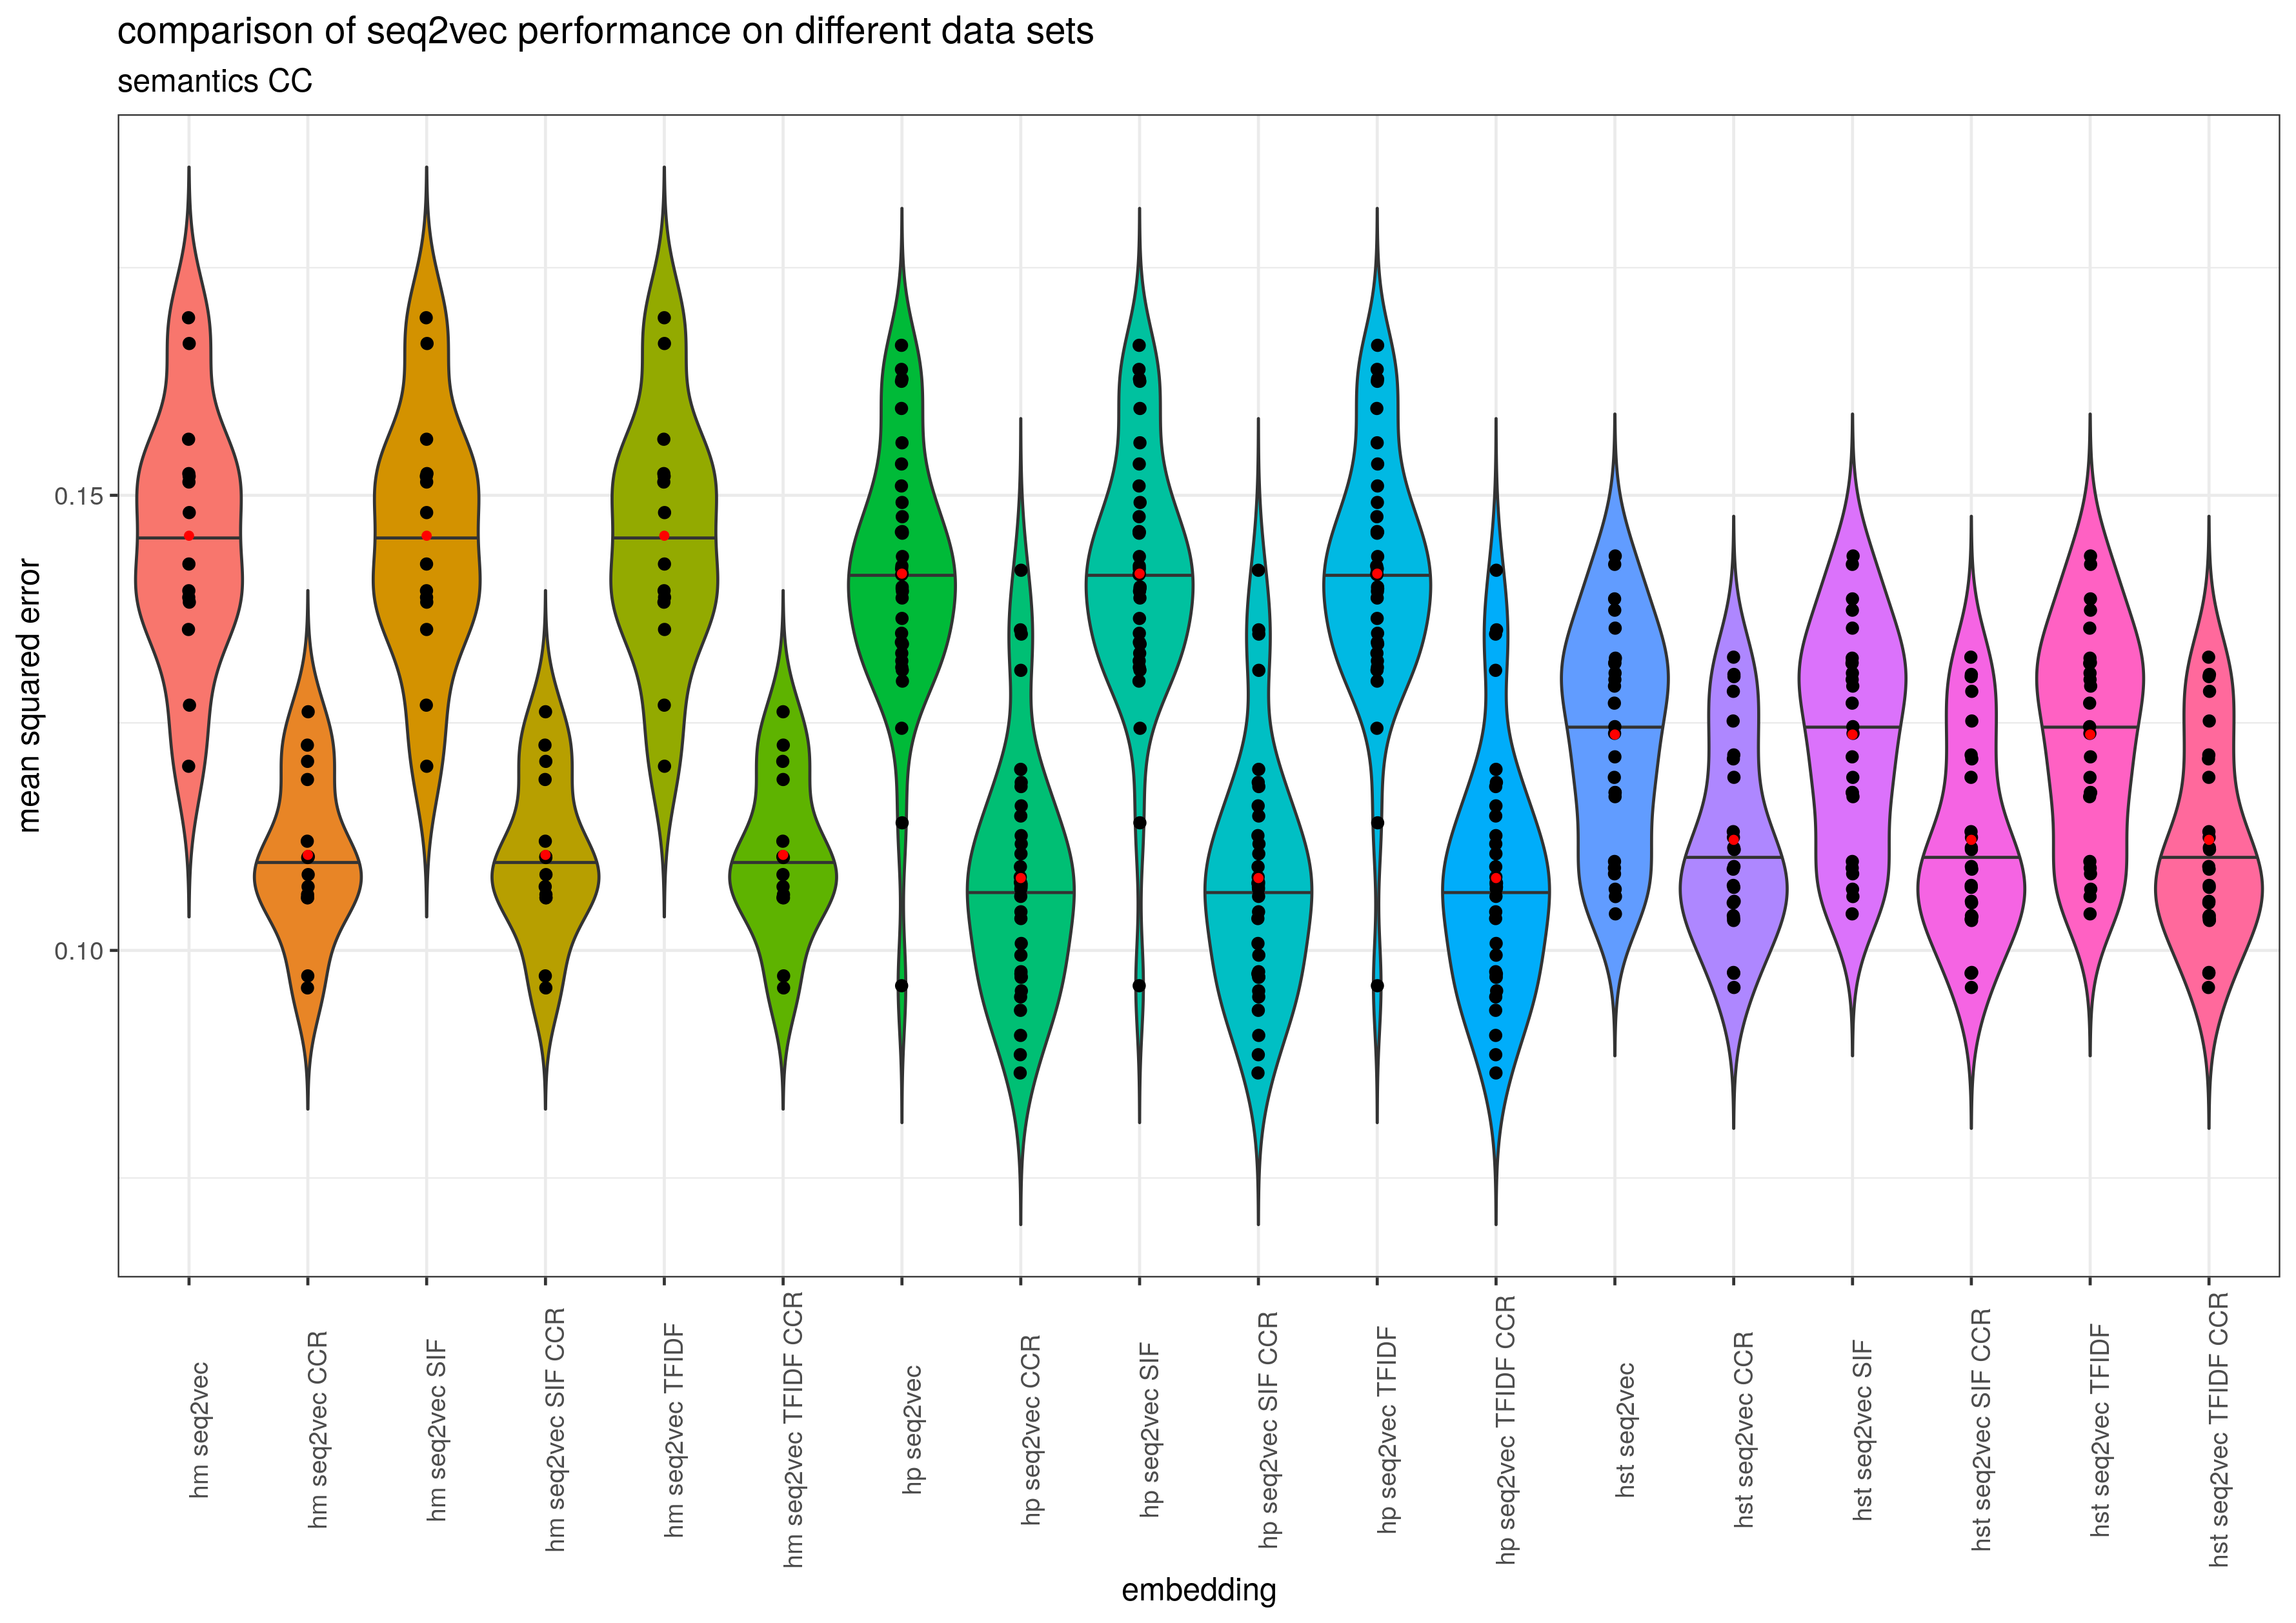 comparison of seq2vec performance on different data sets
semantics CC
mean squared error
0.15
0.10
hm seq2vec
hm seq2vec CCR
hm seq2vec SIF
hm seq2vec SIF CCR
hm seq2vec TFIDF
hm seq2vec TFIDF CCR
hp seq2vec
hp seq2vec CCR
hp seq2vec SIF
hp seq2vec SIF CCR
hp seq2vec TFIDF
hp seq2vec TFIDF CCR
hst seq2vec
hst seq2vec CCR
hst seq2vec SIF
hst seq2vec SIF CCR
hst seq2vec TFIDF
hst seq2vec TFIDF CCR
embedding